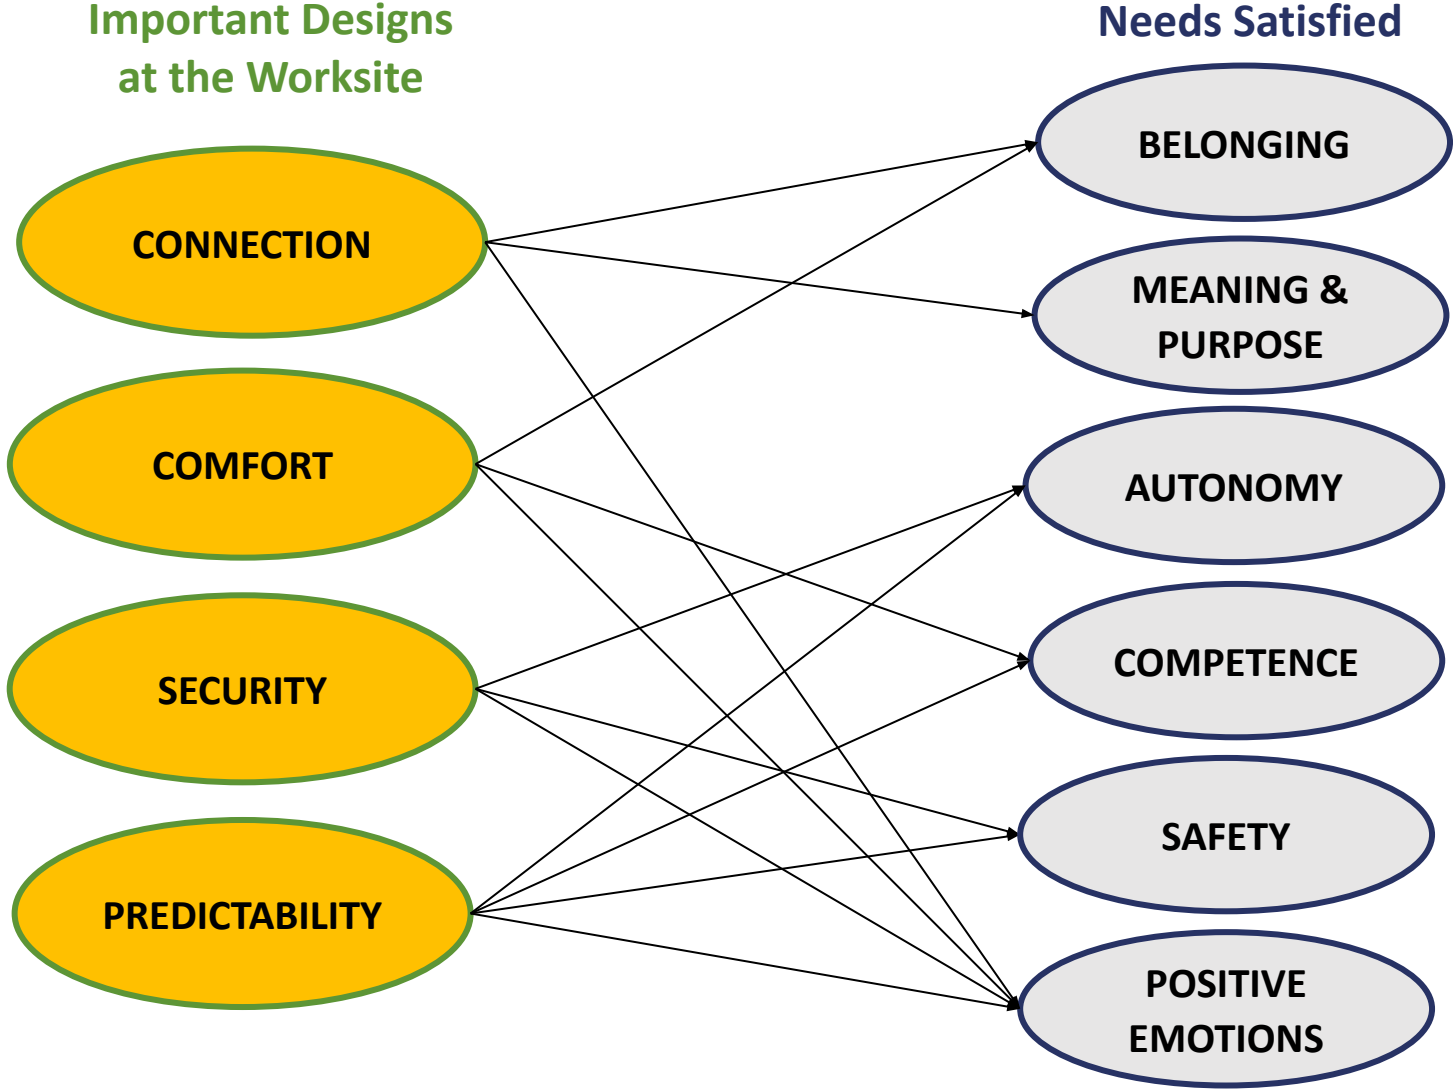 Important Designs
at the Worksite
CONNECTION
COMFORT
SECURITY
PREDICTABILITY
Needs Satisfied
BELONGING
MEANING &
PURPOSE
AUTONOMY
COMPETENCE
SAFETY
POSITIVE
EMOTIONS